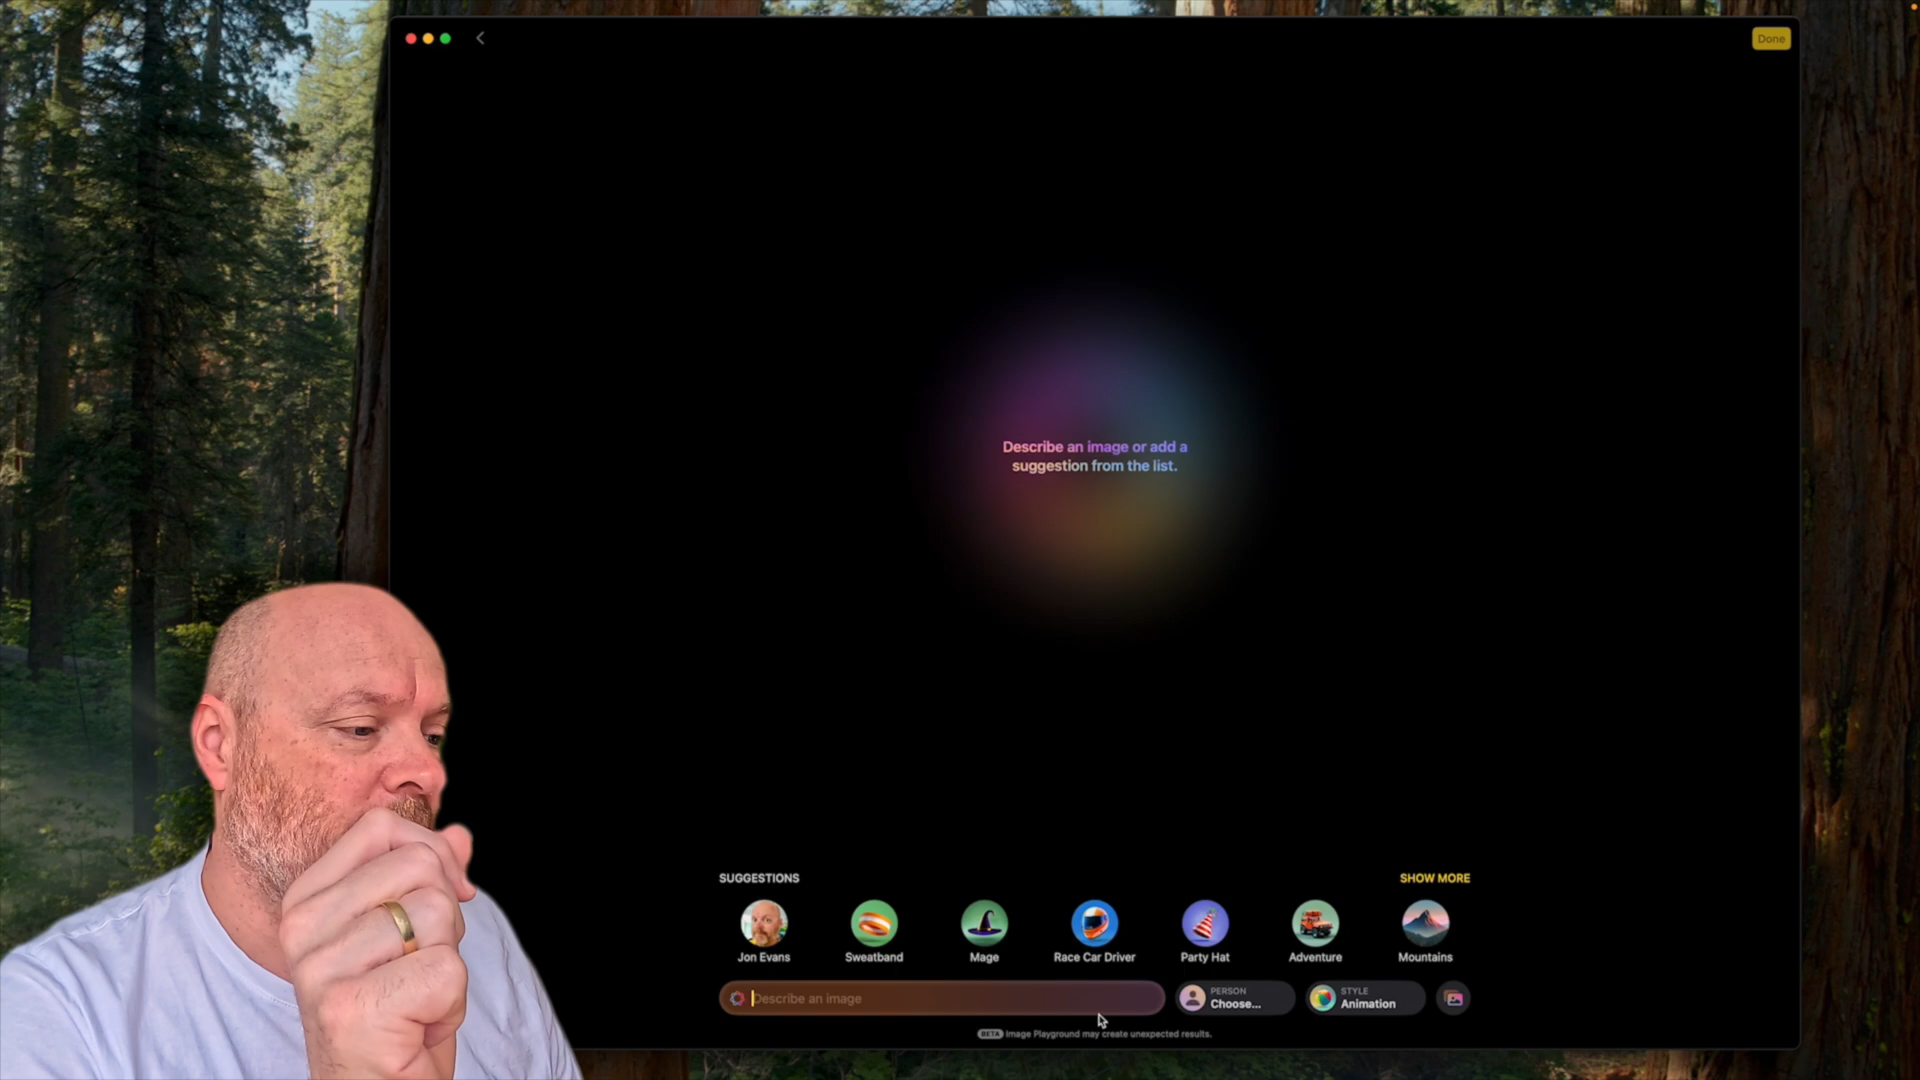 Done
Describe an image or add a
suggestion from the list.
SUGGESTIONS
SHOW MORE
Jon Evans
Sweatband
Mage
Race Car Driver
Party Hat
Adventure
Mountains
Describe an image
PERSON
Choose...
STYLE
Animation
BETA Image Playground may create unexpected results.